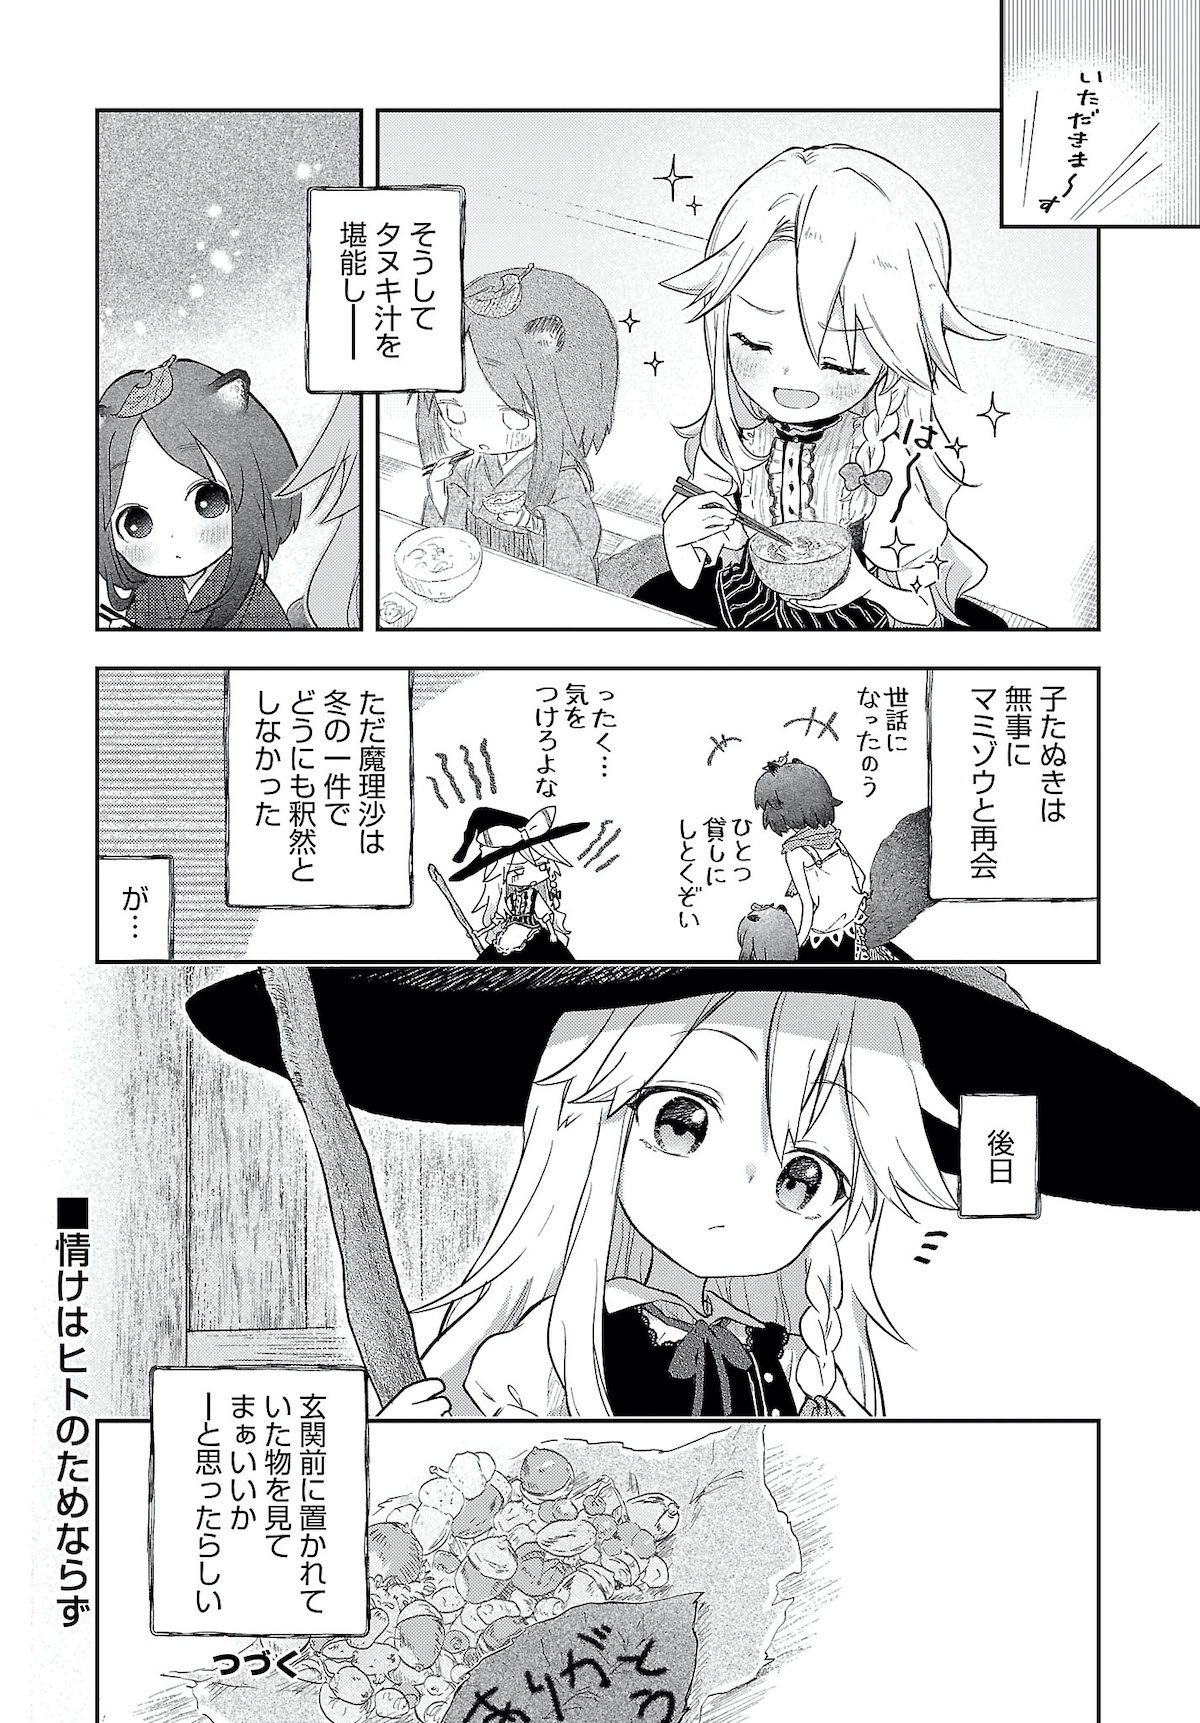 いただきま～す
は～
そうして
タヌキ汁を
堪能し――
子たぬきは
無事に
マミゾウと再会
世話に
なったのう
ひとつ
貸しに
しとくぞい
ったく…
気を
つけろよな
ただ魔理沙は
冬の一件で
どうにも釈然と
しなかった
が…
後日
玄関前に置かれて
いた物を見て
まぁいいか
―と思ったらしい
ありがとう
つづく
■情けはヒトのためならず